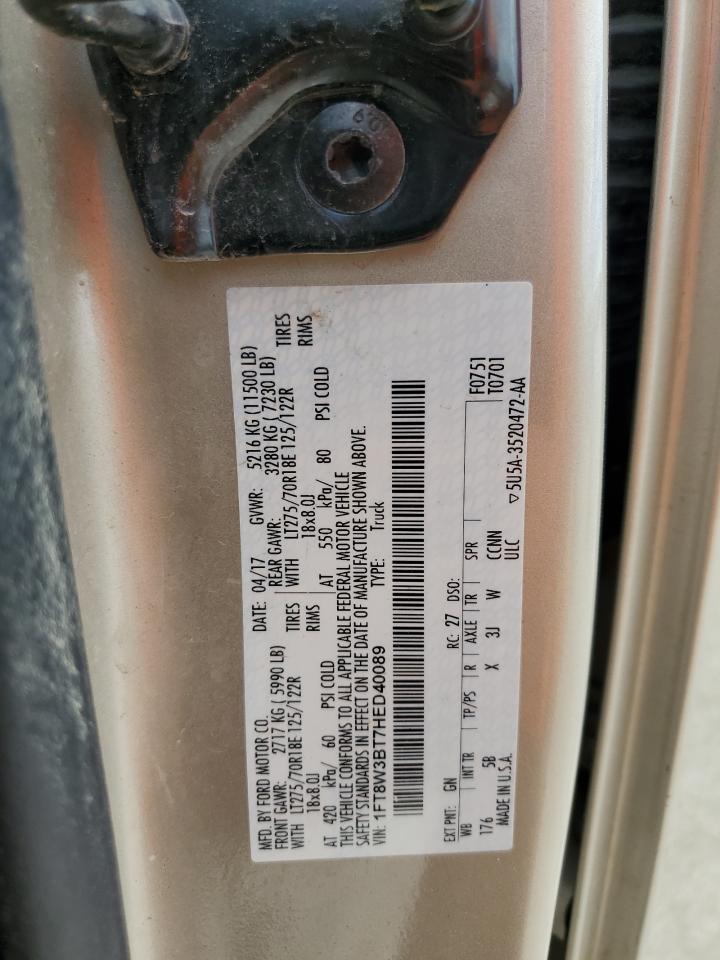 MFD. BY FORD MOTOR CO. DATE: 04/17 GVWR: 5216 KG (11500 LB)
FRONT GAWR: 2717 KG ( 5990 LB) REAR GAWR: 3280 KG ( 7230 LB)
WITH LT275/70R18E 125/122R TIRES WITH LT275/70R18E 125/122R TIRES
18x8.0J RIMS 18x8.0J RIMS
AT 420 kPa/ 60 PSI COLD AT 550 kPa/ 80 PSI COLD
THIS VEHICLE CONFORMS TO ALL APPLICABLE FEDERAL MOTOR VEHICLE
SAFETY STANDARDS IN EFFECT ON THE DATE OF MANUFACTURE SHOWN ABOVE.
VIN: 1FT8W3BT7HED40089 TYPE: Truck
F0751
EXT PNT: GN RC: 27 DSO: T0701
WB INT TR TP/PS R AXLE TR SPR
176 5B X 3J W CCNN
ULC
MADE IN U.S.A. ▽5U5A-3520472-AA